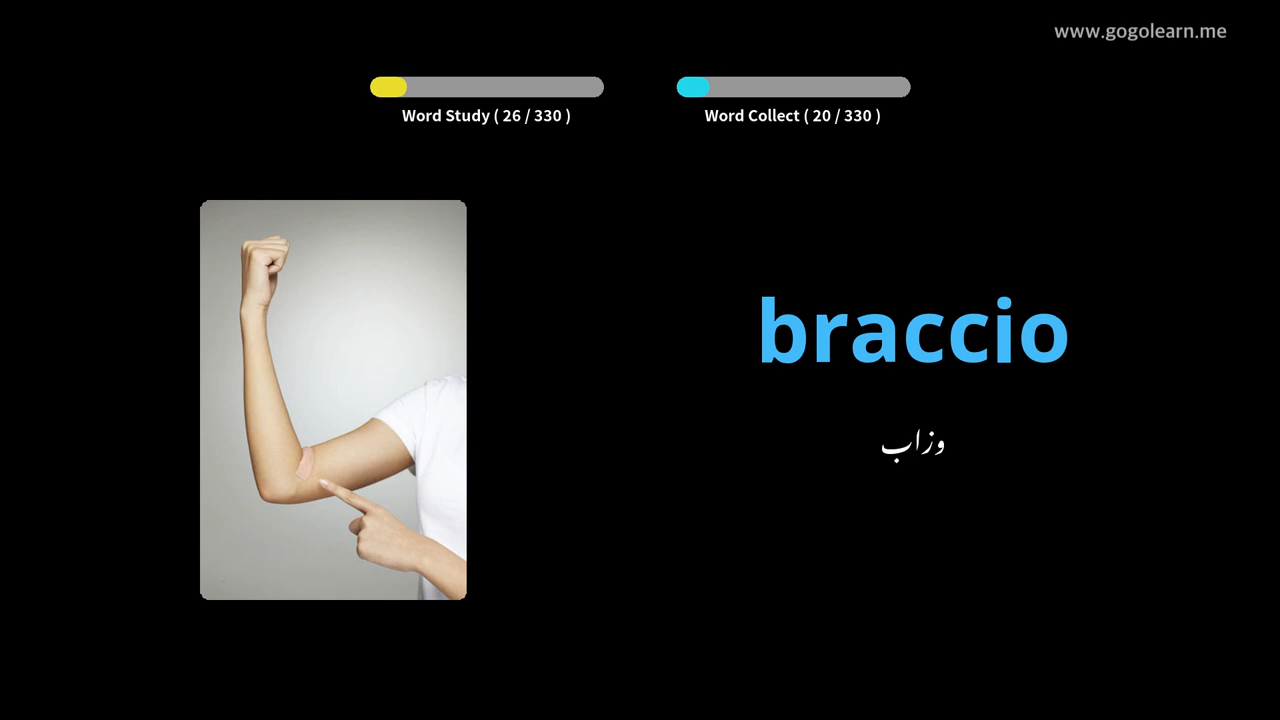 www.gogolearn.me
Word Study ( 26 / 330 )
Word Collect ( 20 / 330 )
braccio
وزاب